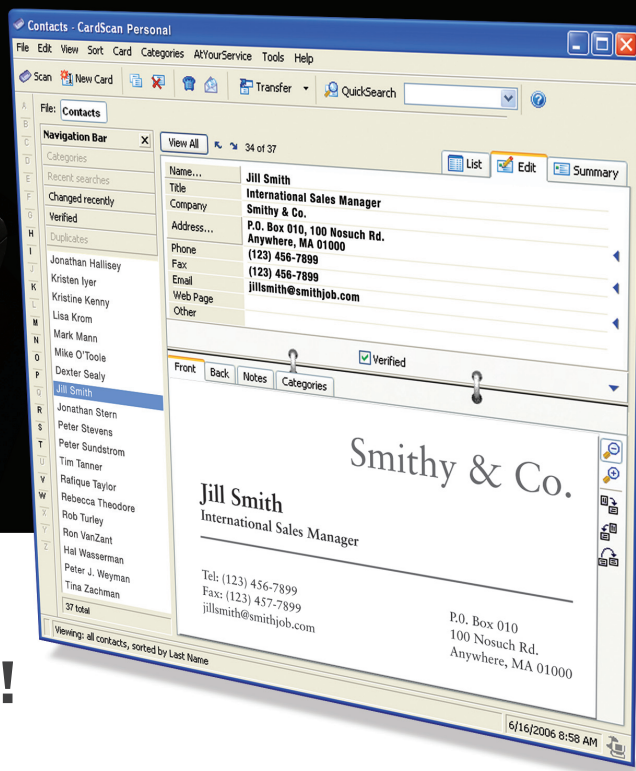 Contacts - CardScan Personal
File Edit View Sort Card Categories AtYourService Tools Help
Scan New Card Transfer QuickSearch
File: Contacts
Navigation Bar X
Categories
Recent searches
Changed recently
Verified
Duplicates
A
B
C
D
E
F
G
H
I
J
K
L
M
N
O
P
Q
R
S
T
U
V
W
X
Y
Z
Jonathan Hallisey
Kristen Iyer
Kristine Kenny
Lisa Krom
Mark Mann
Mike O'Toole
Dexter Sealy
Jill Smith
Jonathan Stern
Peter Stevens
Peter Sundstrom
Tim Tanner
Rafique Taylor
Rebecca Theodore
Rob Turley
Ron VanZant
Hal Wasserman
Peter J. Weyman
Tina Zachman
37 total
View All 34 of 37
List Edit Summary
Name... Jill Smith
Title International Sales Manager
Company Smithy & Co.
Address... P.O. Box 010, 100 Nosuch Rd.
Anywhere, MA 01000
Phone (123) 456-7899
Fax (123) 456-7899
Email jillsmith@smithjob.com
Web Page
Other
Verified
Front Back Notes Categories
Smithy & Co.
Jill Smith
International Sales Manager
Tel: (123) 456-7899
Fax: (123) 457-7899
jillsmith@smithjob.com
P.O. Box 010
100 Nosuch Rd.
Anywhere, MA 01000
Viewing: all contacts, sorted by Last Name
6/16/2006 8:58 AM
!